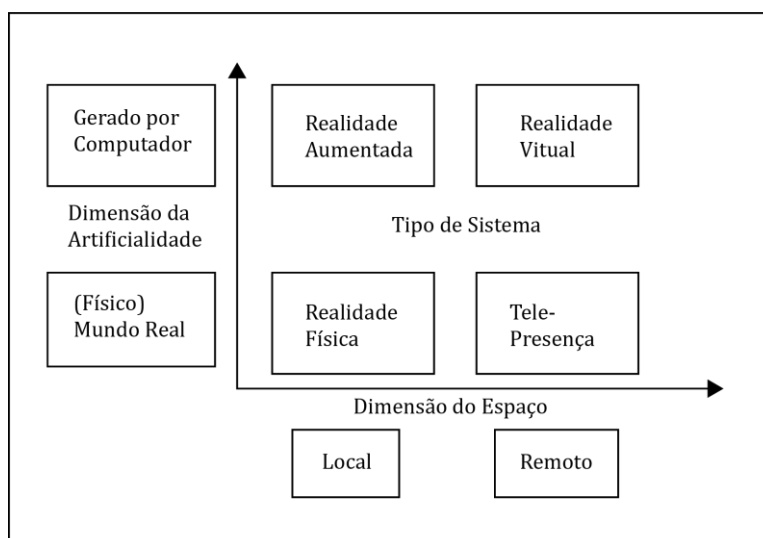 Gerado por
Computador
Realidade
Aumentada
Realidade
Vitual
Dimensão da
Artificialidade
Tipo de Sistema
(Físico)
Mundo Real
Realidade
Física
Tele-
Presença
Dimensão do Espaço
Local
Remoto